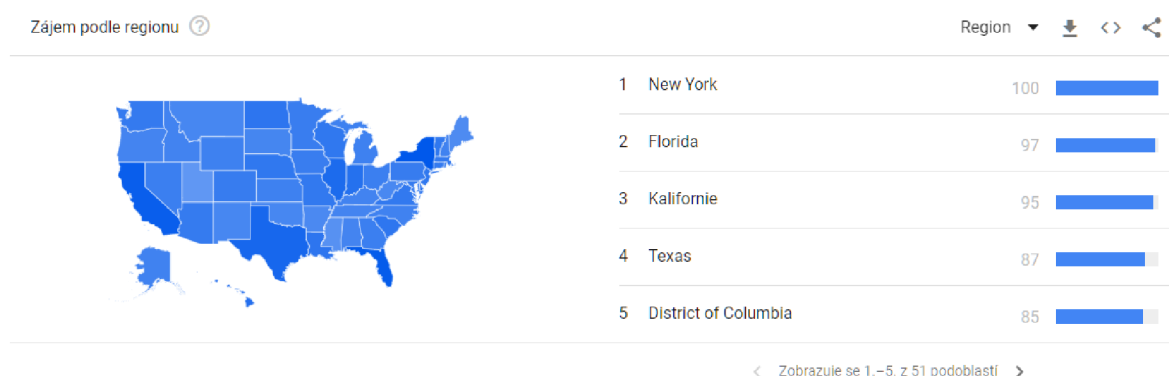 Zájem podle regionu ?
Region
1 New York 100
2 Florida 97
3 Kalifornie 95
4 Texas 87
5 District of Columbia 85
Zobrazuje se 1.–5. z 51 podoblastí